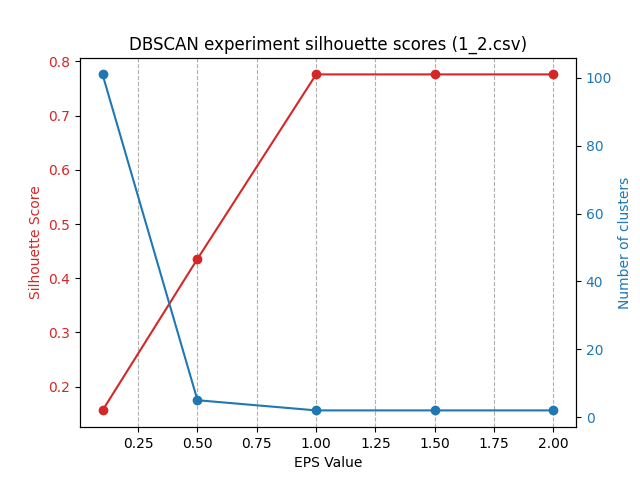 DBSCAN experiment silhouette scores (1_2.csv)
Silhouette Score
0.8
0.7
0.6
0.5
0.4
0.3
0.2
100
80
60
40
20
0
Number of clusters
0.25 0.50 0.75 1.00 1.25 1.50 1.75 2.00
EPS Value